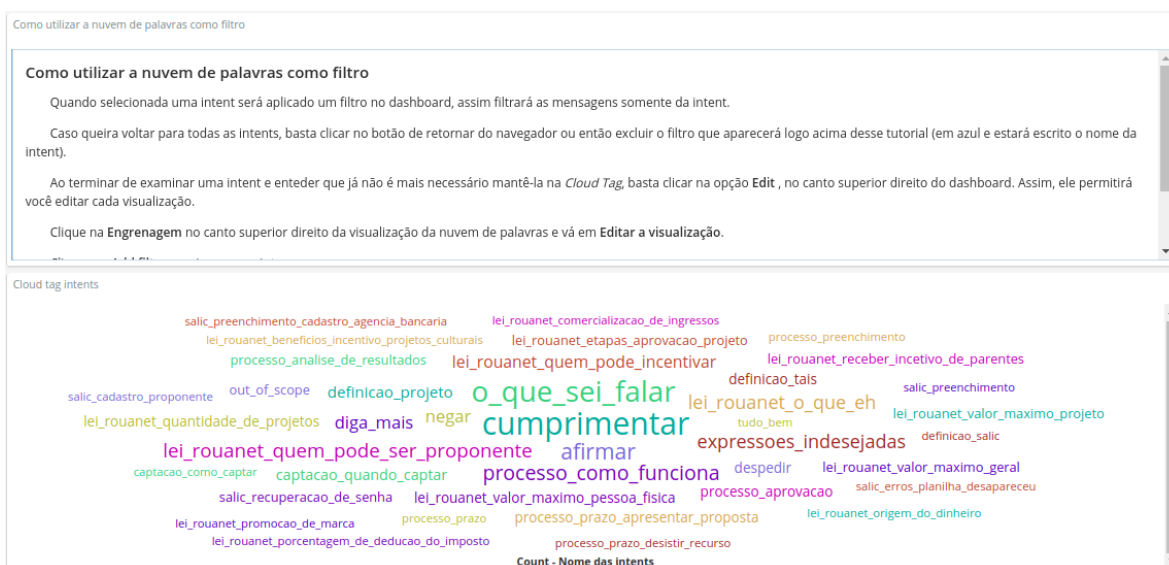 Como utilizar a nuvem de palavras como filtro
Como utilizar a nuvem de palavras como filtro
Quando selecionada uma intent será aplicado um filtro no dashboard, assim filtrará as mensagens somente da intent.
Caso queira voltar para todas as intents, basta clicar no botão de retornar do navegador ou então excluir o filtro que aparecerá logo acima desse tutorial (em azul e estará escrito o nome da
intent).
Ao terminar de examinar uma intent e enteder que já não é mais necessário mantê-la na Cloud Tag, basta clicar na opção Edit , no canto superior direito do dashboard. Assim, ele permitirá
você editar cada visualização.
Clique na Engrenagem no canto superior direito da visualização da nuvem de palavras e vá em Editar a visualização.
Cloud tag intents
salic_preenchimento_cadastro_agencia_bancaria lei_rouanet_comercializacao_de_ingressos
lei_rouanet_beneficios_incentivo_projetos_culturais lei_rouanet_etapas_aprovacao_projeto processo_preenchimento
processo_analise_de_resultados lei_rouanet_quem_pode_incentivar lei_rouanet_receber_incetivo_de_parentes
salic_cadastro_proponente out_of_scope definicao_projeto o_que_sei_falar definicao_tais salic_preenchimento
lei_rouanet_quantidade_de_projetos diga_mais negar cumprimentar lei_rouanet_o_que_eh tudo_bem lei_rouanet_valor_maximo_projeto
lei_rouanet_quem_pode_ser_proponente afirmar expressoes_indesejadas definicao_salic
captacao_como_captar captacao_quando_captar processo_como_funciona despedir lei_rouanet_valor_maximo_geral
salic_recuperacao_de_senha lei_rouanet_valor_maximo_pessoa_fisica processo_aprovacao salic_erros_planilha_desapareceu
lei_rouanet_promocao_de_marca processo_prazo processo_prazo_apresentar_proposta lei_rouanet_origem_do_dinheiro
lei_rouanet_porcentagem_de_deducao_do_imposto processo_prazo_desistir_recurso
Count - Nome das intents